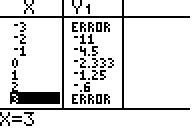 X Y₁
-3 ERROR
-2 -11
-1 -4.5
0 -2.333
1 -1.25
2 -.6
3 ERROR
X=3